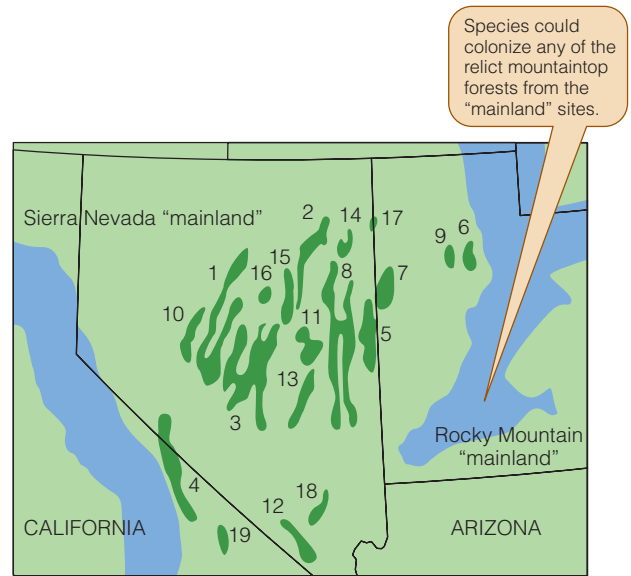 Species could
colonize any of the
relict mountaintop
forests from the
“mainland” sites.
Sierra Nevada “mainland”
2
14
17
9
6
1
15
16
8
7
10
11
5
13
3
Rocky Mountain
“mainland”
4
12
18
19
CALIFORNIA
ARIZONA